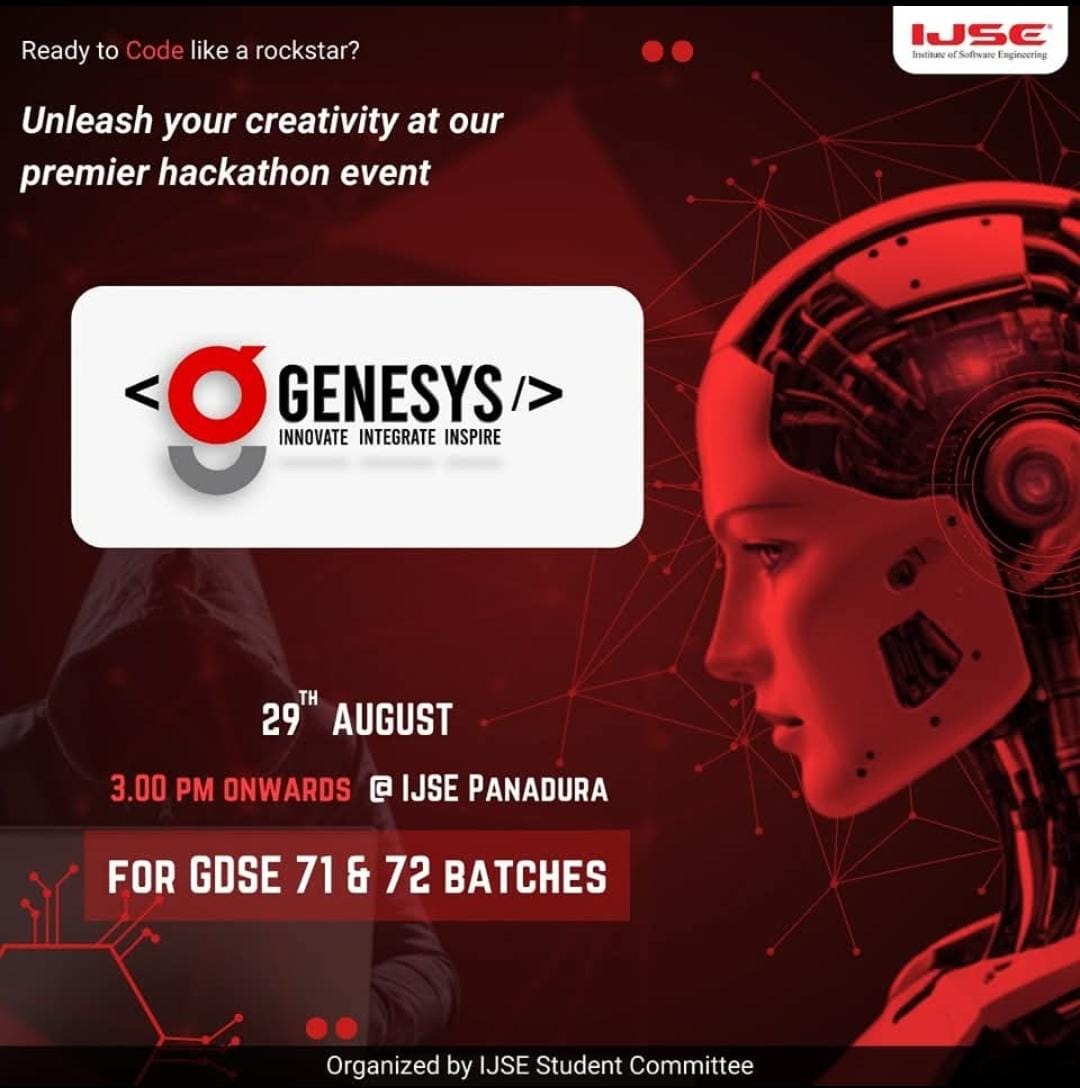 Ready to Code like a rockstar?
IJSE
Institute of Software Engineering
Unleash your creativity at our
premier hackathon event
<g GENESYS/>
INNOVATE INTEGRATE INSPIRE
29TH AUGUST
3.00 PM ONWARDS @ IJSE PANADURA
FOR GDSE 71 & 72 BATCHES
Organized by IJSE Student Committee